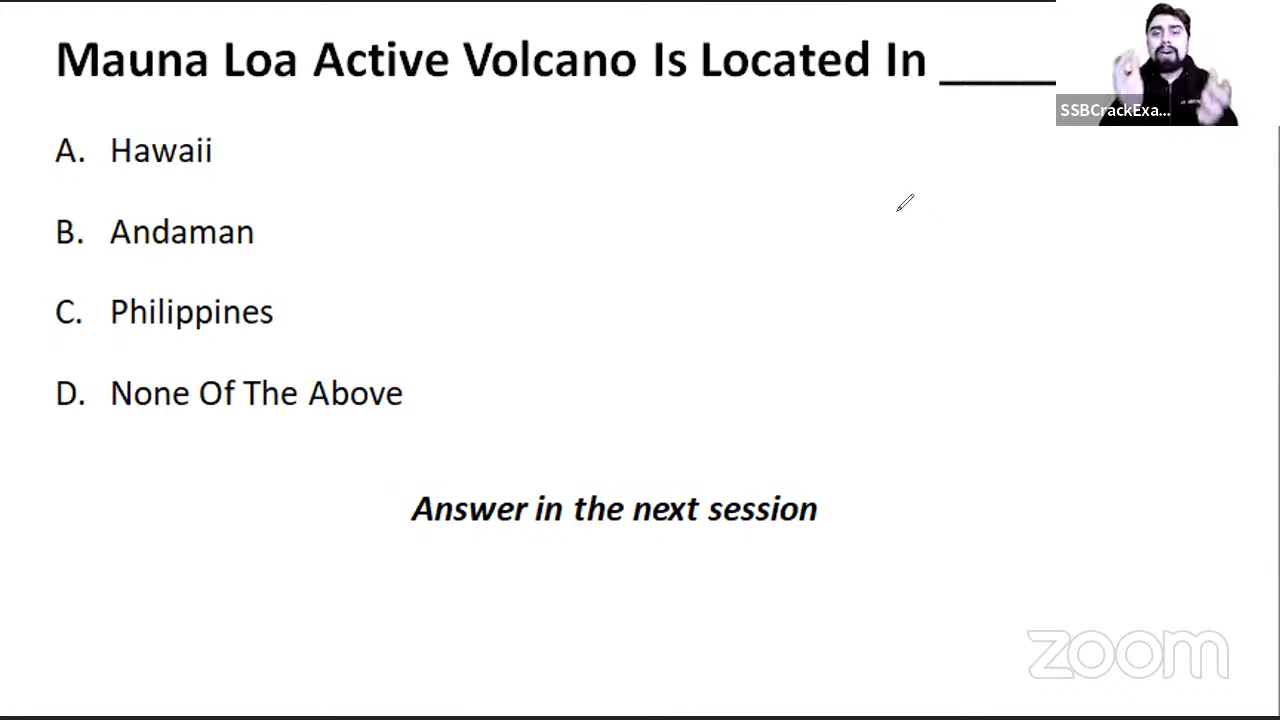 Mauna Loa Active Volcano Is Located In _____
SSBCrackExa...
A. Hawaii
B. Andaman
C. Philippines
D. None Of The Above
Answer in the next session
zoom